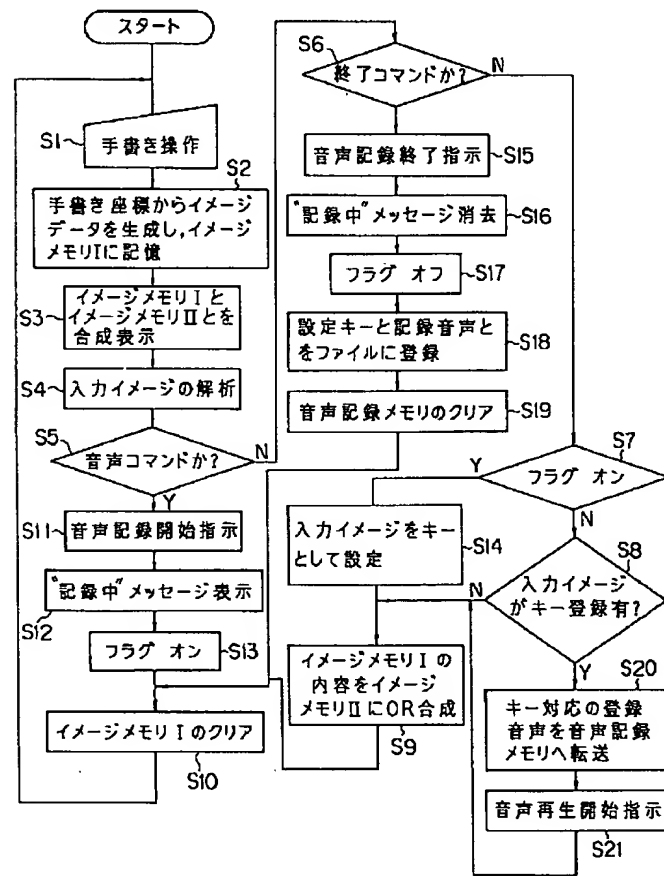 スタート
S1
手書き操作
S2
手書き座標からイメージ
データを生成し,イメージ
メモリIに記憶
S3
イメージメモリIと
イメージメモリIIとを
合成表示
S4
入力イメージの解析
S5
音声コマンドか?
N
Y
S11
音声記録開始指示
"記録中"メッセージ表示
S12
フラグ オン
S13
イメージメモリIのクリア
S10
S6
終了コマンドか?
N
音声記録終了指示
S15
"記録中"メッセージ消去
S16
フラグ オフ
S17
設定キーと記録音声と
をファイルに登録
S18
音声記録メモリのクリア
S19
S7
Y
フラグ オン
N
入力イメージをキー
として設定
S14
S8
N
入力イメージ
がキー登録有?
Y
イメージメモリIの
内容をイメージ
メモリIIにOR合成
S9
S20
キー対応の登録
音声を音声記録
メモリへ転送
音声再生開始指示
S21